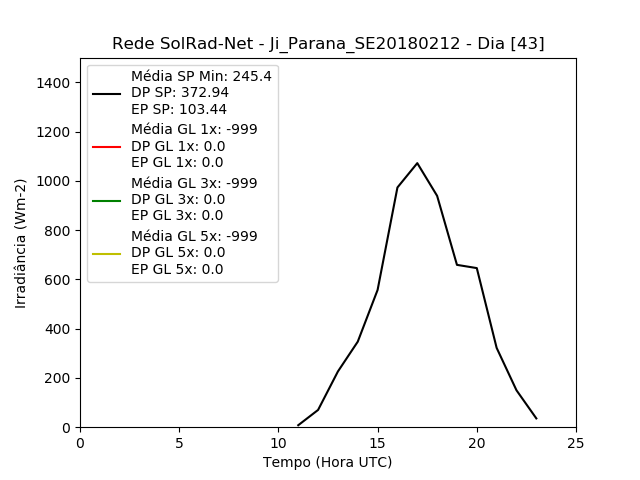 Rede SolRad-Net - Ji_Parana_SE20180212 - Dia [43]
Irradiância (Wm-2)
1400
1200
1000
800
600
400
200
0
Média SP Min: 245.4
DP SP: 372.94
EP SP: 103.44
Média GL 1x: -999
DP GL 1x: 0.0
EP GL 1x: 0.0
Média GL 3x: -999
DP GL 3x: 0.0
EP GL 3x: 0.0
Média GL 5x: -999
DP GL 5x: 0.0
EP GL 5x: 0.0
0 5 10 15 20 25
Tempo (Hora UTC)